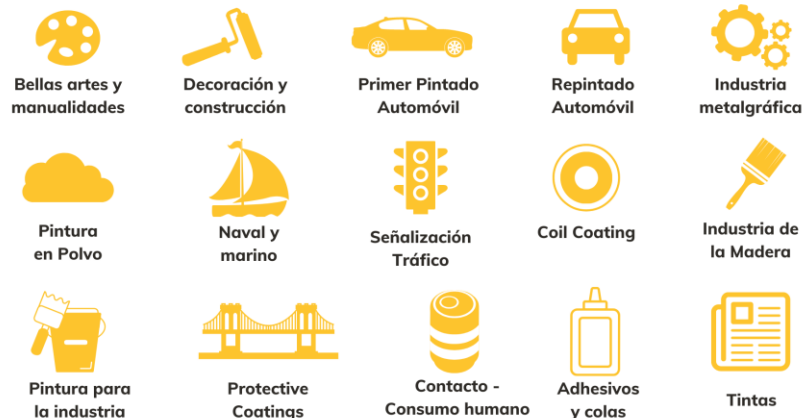 Bellas artes y
manualidades
Decoración y
construcción
Primer Pintado
Automóvil
Repintado
Automóvil
Industria
metalgráfica
Pintura
en Polvo
Naval y
marino
Señalización
Tráfico
Coil Coating
Industria de
la Madera
Pintura para
la industria
Protective
Coatings
Contacto -
Consumo humano
Adhesivos
y colas
Tintas